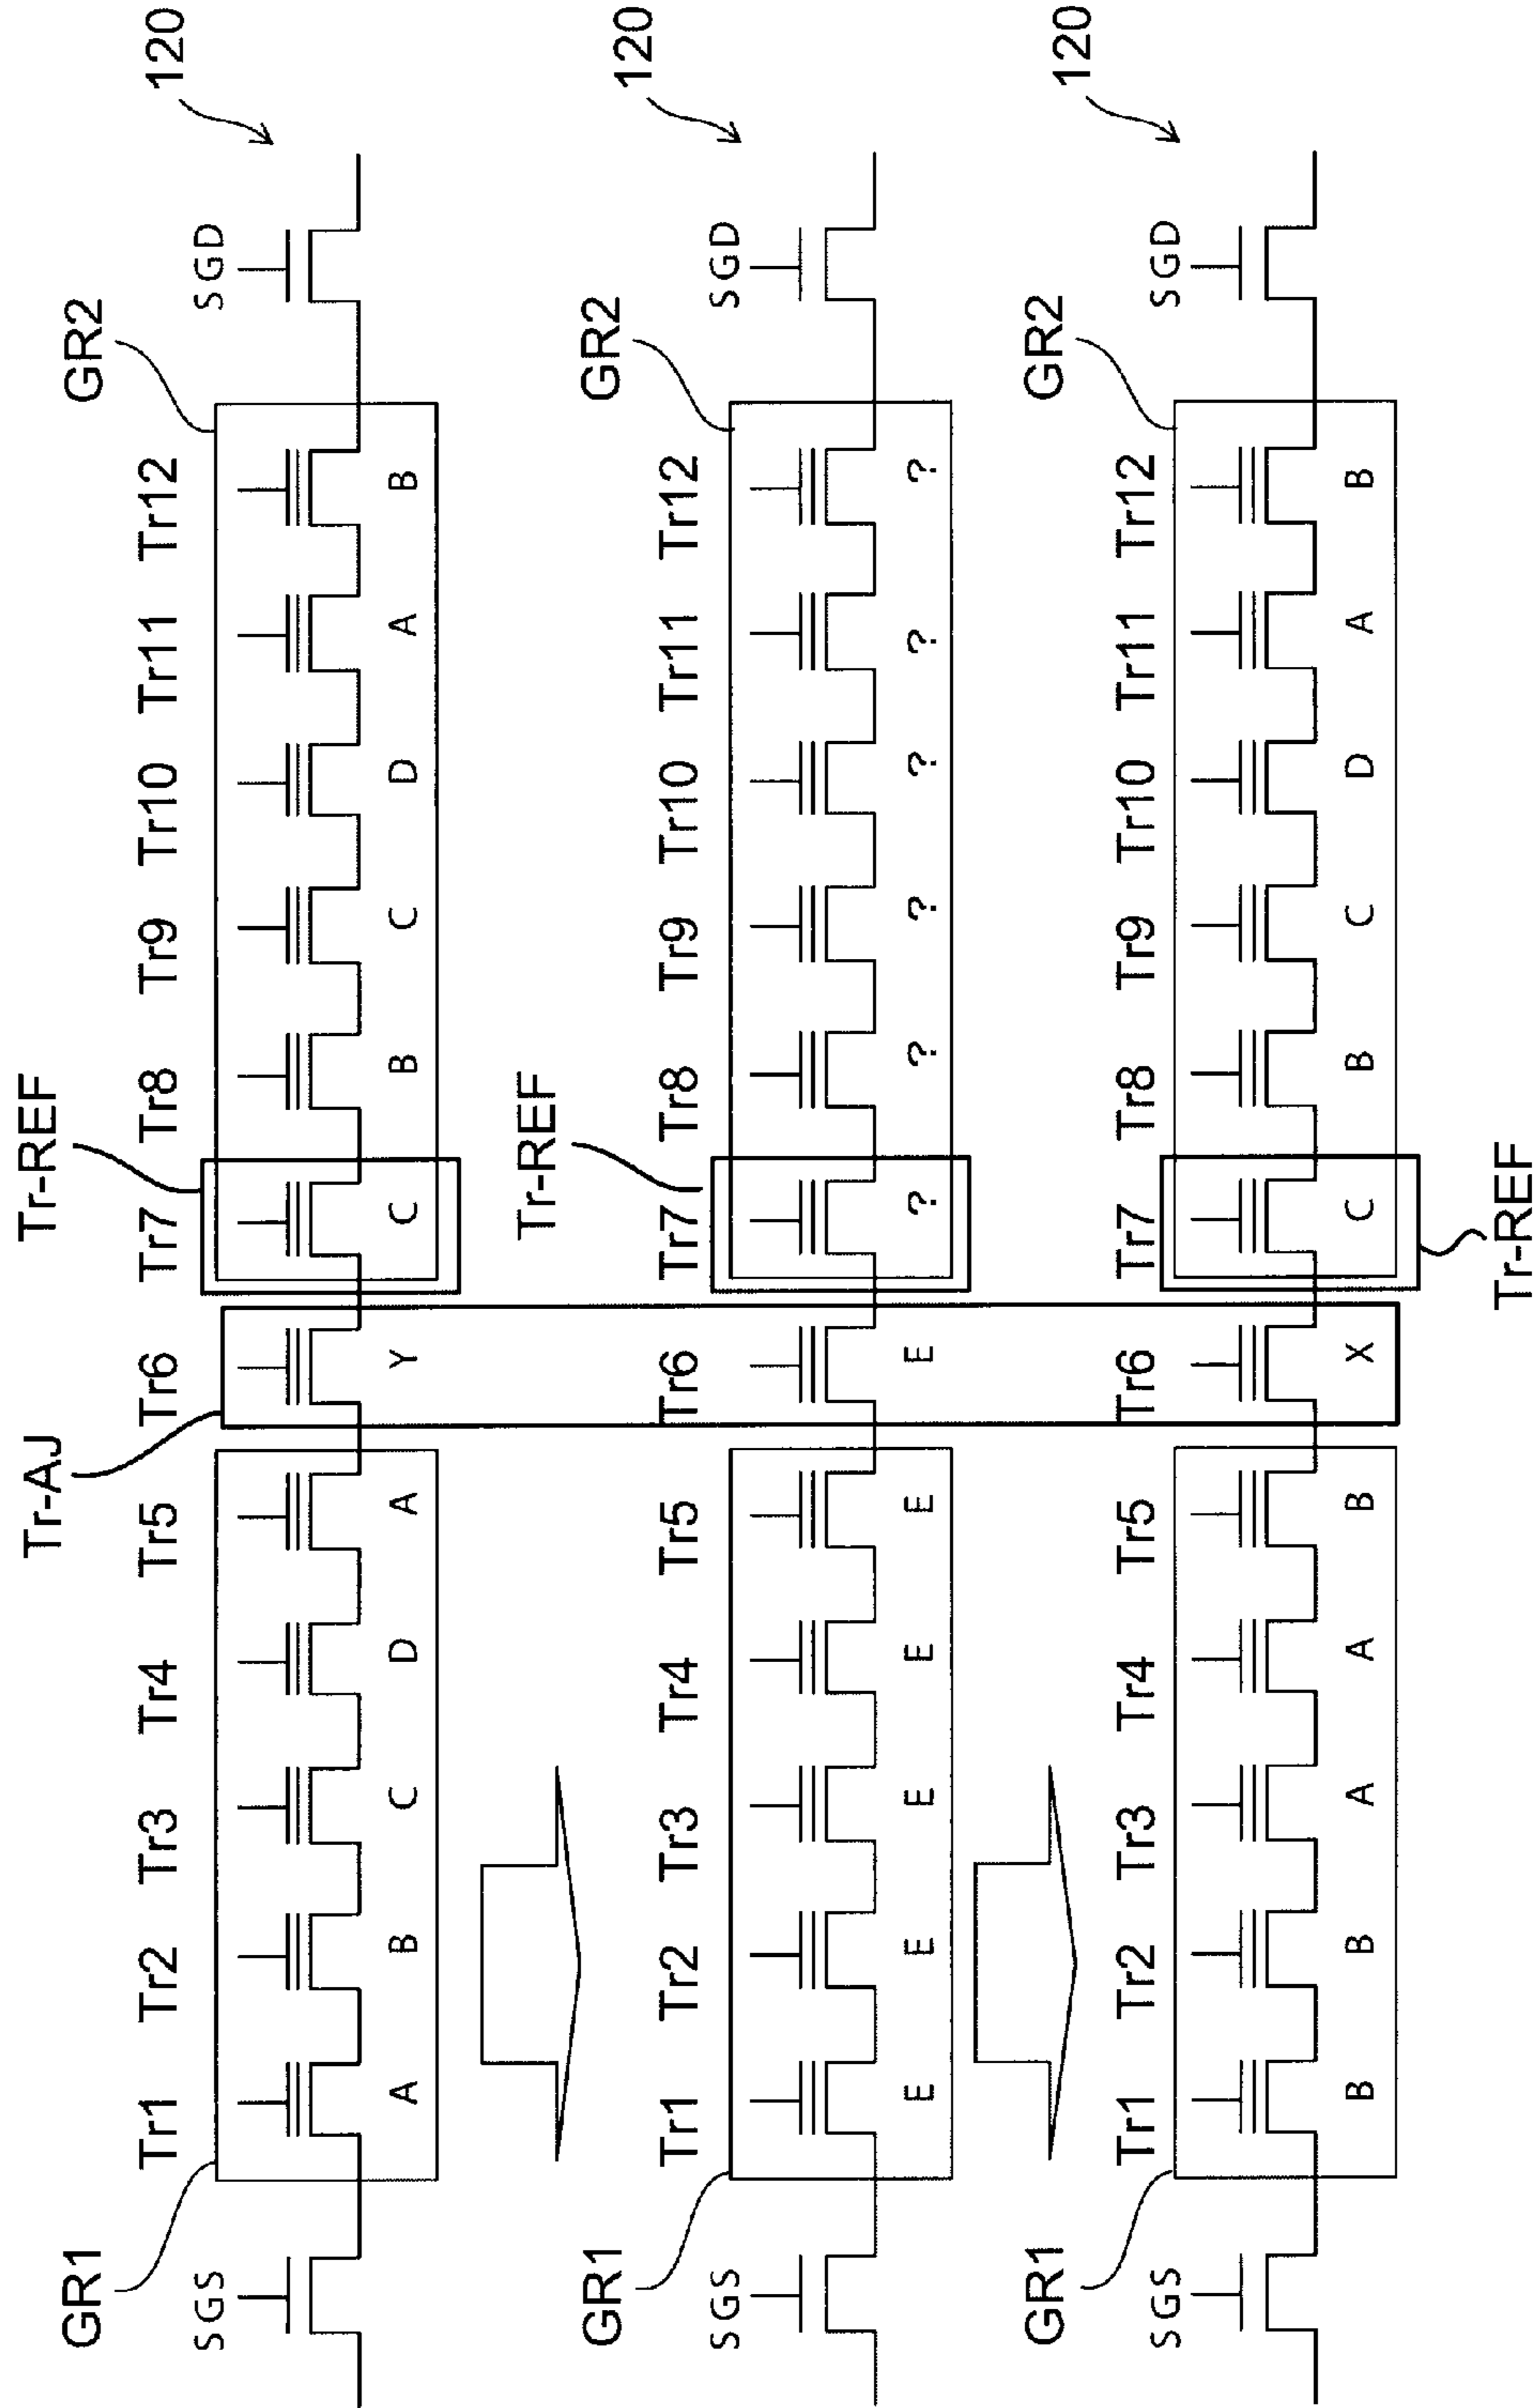 Tr-AJ Tr-REF
GR1 GR2 120
SGS Tr1 Tr2 Tr3 Tr4 Tr5 Tr6 Tr7 Tr8 Tr9 Tr10 Tr11 Tr12 SGD
A B C D A Y C B C D A B
Tr-REF
GR1 GR2 120
SGS Tr1 Tr2 Tr3 Tr4 Tr5 Tr6 Tr7 Tr8 Tr9 Tr10 Tr11 Tr12 SGD
E E E E E E ? ? ? ? ? ?
GR1 GR2 120
SGS Tr1 Tr2 Tr3 Tr4 Tr5 Tr6 Tr7 Tr8 Tr9 Tr10 Tr11 Tr12 SGD
B B A A B X C B C D A B
Tr-REF